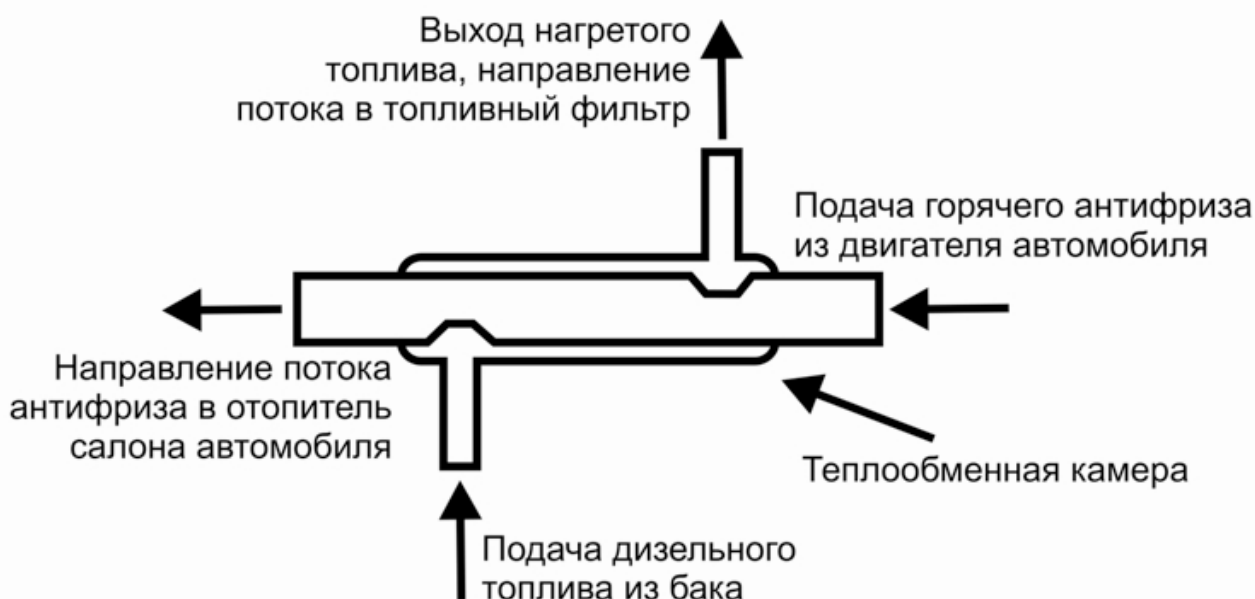 Выход нагретого
топлива, направление
потока в топливный фильтр
Подача горячего антифриза
из двигателя автомобиля
Направление потока
антифриза в отопитель
салона автомобиля
Теплообменная камера
Подача дизельного
топлива из бака